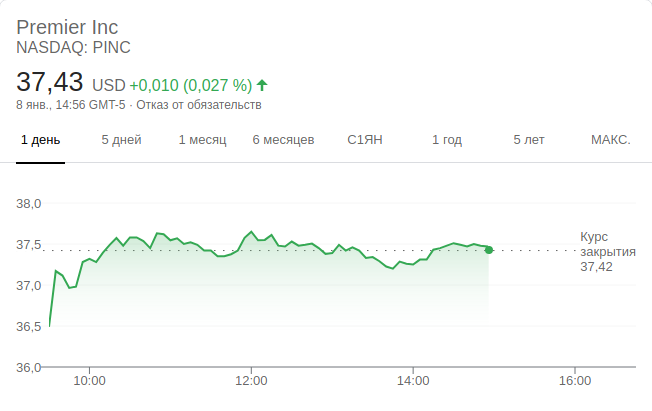 Premier Inc
NASDAQ: PINC
37,43 USD +0,010 (0,027 %)
8 янв., 14:56 GMT-5 · Отказ от обязательств
1 день 5 дней 1 месяц 6 месяцев С1ЯН 1 год 5 лет МАКС.
38,0
37,5
37,0
36,5
36,0
Курс
закрытия
37,42
10:00 12:00 14:00 16:00